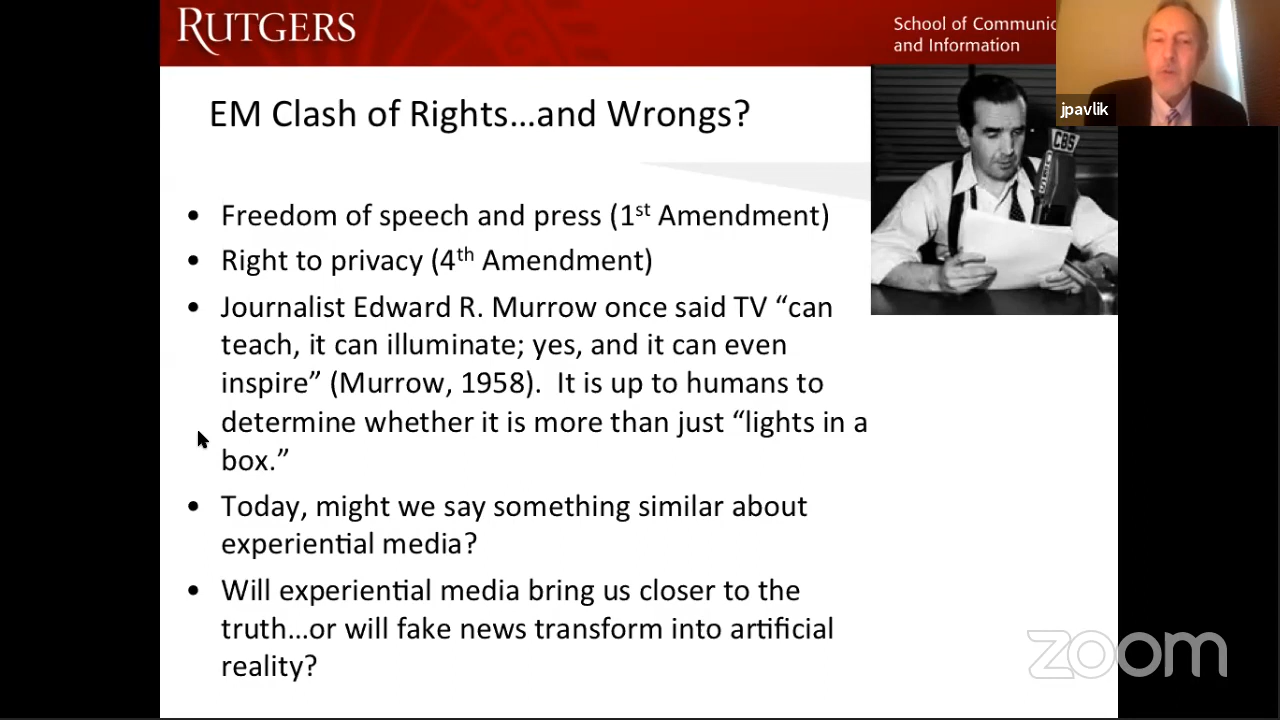 RUTGERS
School of Communic
and Information
jpavlik
EM Clash of Rights...and Wrongs?
CBS
• Freedom of speech and press (1st Amendment)
• Right to privacy (4th Amendment)
• Journalist Edward R. Murrow once said TV “can
teach, it can illuminate; yes, and it can even
inspire” (Murrow, 1958).  It is up to humans to
determine whether it is more than just “lights in a
box.”
• Today, might we say something similar about
experiential media?
• Will experiential media bring us closer to the
truth...or will fake news transform into artificial
reality?
zoom